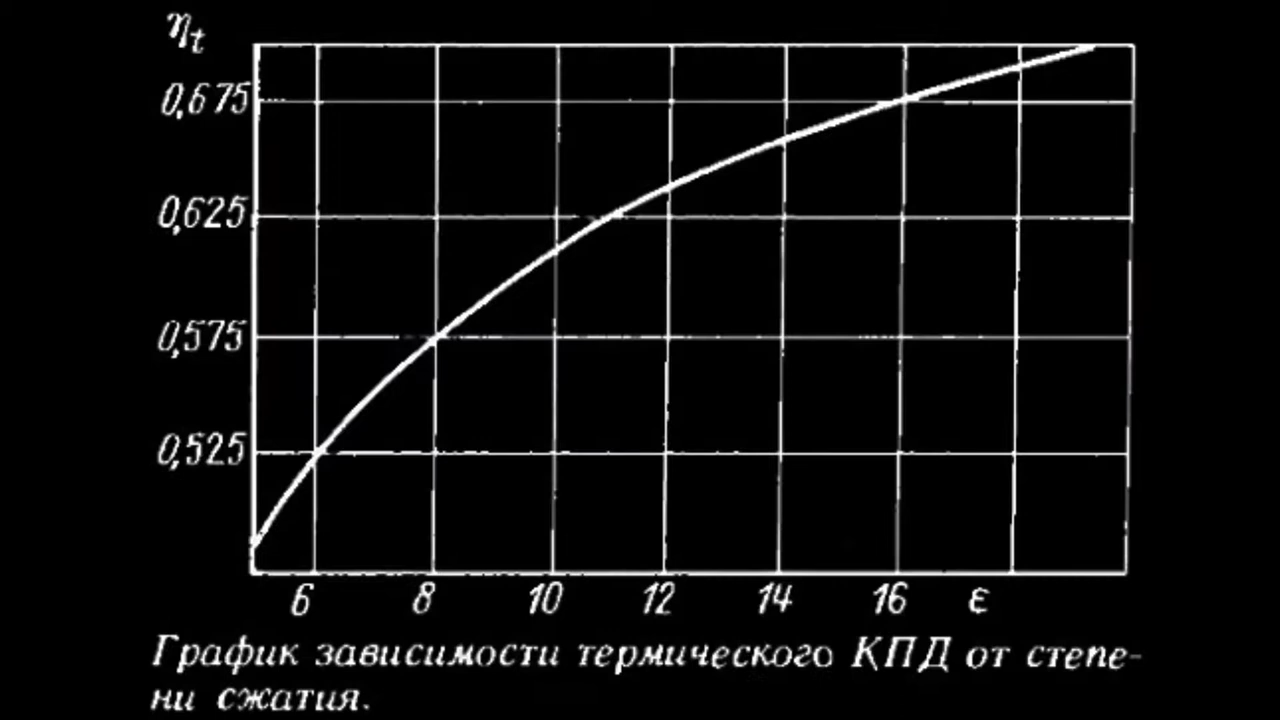 ηt
0,675
0,625
0,575
0,525
6 8 10 12 14 16 ε
График зависимости термического КПД от степе-
ни сжатия.